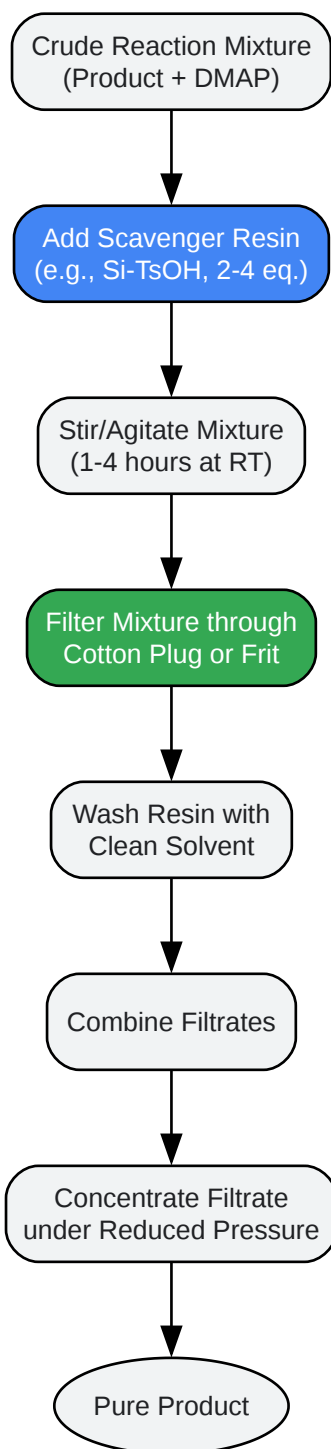 Crude Reaction Mixture
(Product + DMAP)
Add Scavenger Resin
(e.g., Si-TsOH, 2-4 eq.)
Stir/Agitate Mixture
(1-4 hours at RT)
Filter Mixture through
Cotton Plug or Frit
Wash Resin with
Clean Solvent
Combine Filtrates
Concentrate Filtrate
under Reduced Pressure
Pure Product